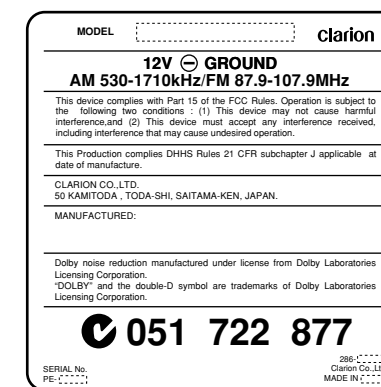 MODEL clarion
12V ⊖ GROUND
AM 530-1710kHz/FM 87.9-107.9MHz
This device complies with Part 15 of the FCC Rules. Operation is subject to
the following two conditions : (1) This device may not cause harmful
interference,and (2) This device must accept any interference received,
including interference that may cause undesired operation.
This Production complies DHHS Rules 21 CFR subchapter J applicable at
date of manufacture.
CLARION CO.,LTD.
50 KAMITODA , TODA-SHI, SAITAMA-KEN, JAPAN.
MANUFACTURED:
Dolby noise reduction manufactured under license from Dolby Laboratories
Licensing Corporation.
“DOLBY” and the double-D symbol are trademarks of Dolby Laboratories
Licensing Corporation.
051 722 877
286-
SERIAL No. Clarion Co.,
PE- MADE IN